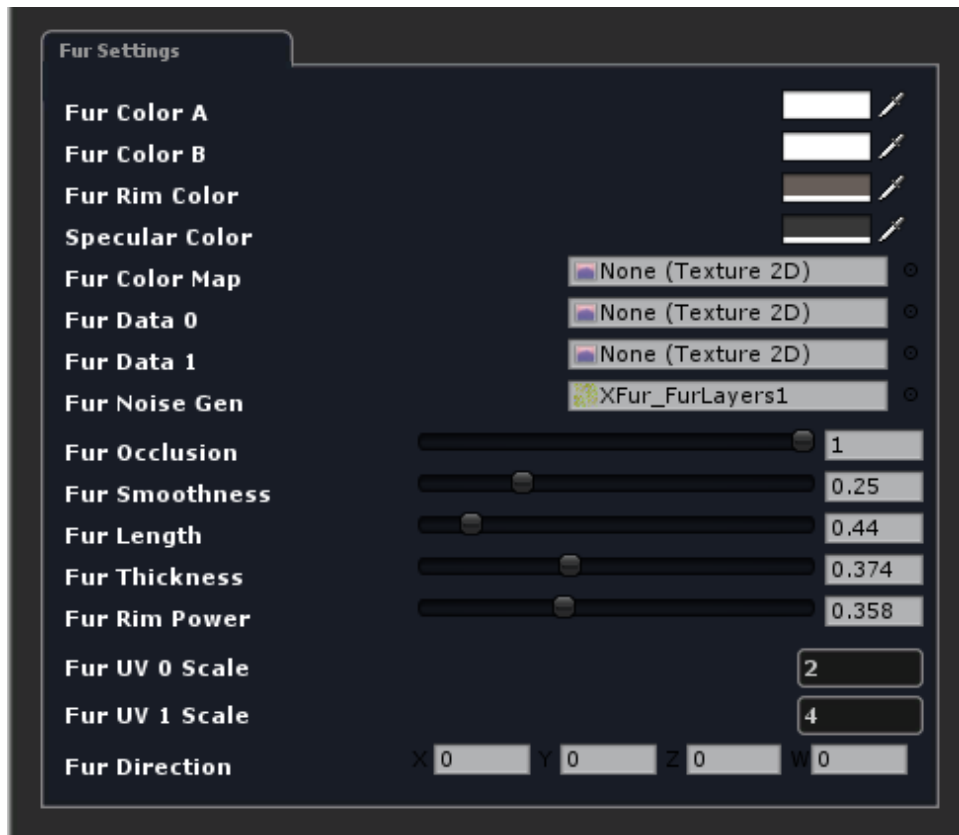 Fur Settings
Fur Color A
Fur Color B
Fur Rim Color
Specular Color
Fur Color Map None (Texture 2D)
Fur Data 0 None (Texture 2D)
Fur Data 1 None (Texture 2D)
Fur Noise Gen XFur_FurLayers1
Fur Occlusion 1
Fur Smoothness 0.25
Fur Length 0.44
Fur Thickness 0.374
Fur Rim Power 0.358
Fur UV 0 Scale 2
Fur UV 1 Scale 4
Fur Direction X 0 Y 0 Z 0 W 0